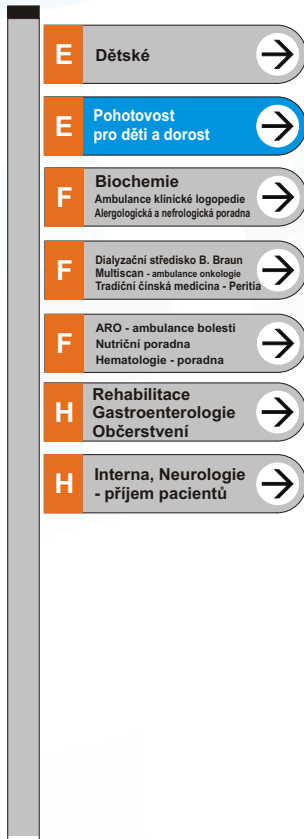 E Dětské
E Pohotovost
pro děti a dorost
F Biochemie
Ambulance klinické logopedie
Alergologická a nefrologická poradna
F Dialyzační středisko B. Braun
Multiscan - ambulance onkologie
Tradiční čínská medicina - Peritia
F ARO - ambulance bolesti
Nutriční poradna
Hematologie - poradna
H Rehabilitace
Gastroenterologie
Občerstvení
H Interna, Neurologie
- příjem pacientů